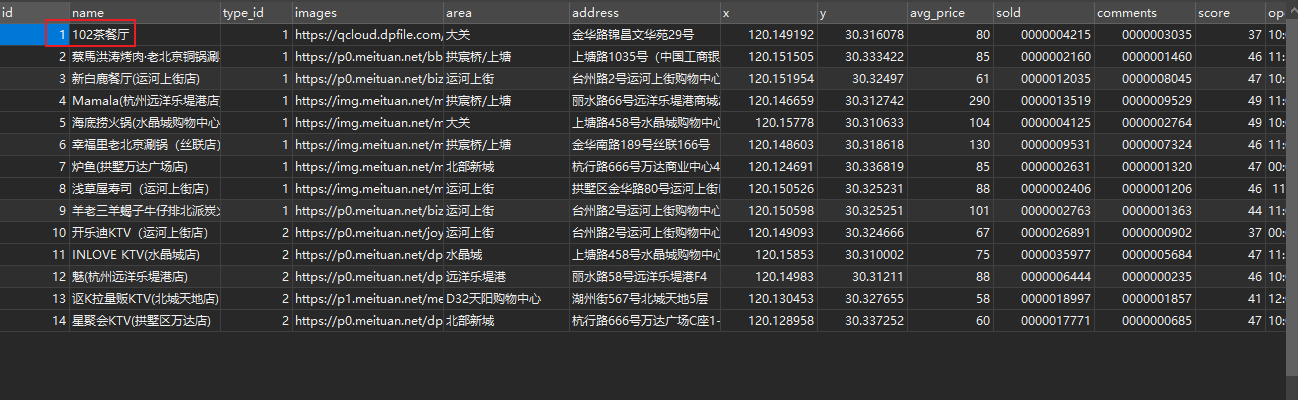 id name type_id images area address x y avg_price sold comments score ope
1 102茶餐厅 1 https://qcloud.dpfile.com/ 大关 金华路锦昌文华苑29号 120.149192 30.316078 80 0000004215 0000003035 37 10:
2 蔡馬洪涛烤肉·老北京铜锅涮 1 https://p0.meituan.net/bb 拱宸桥/上塘 上塘路1035号（中国工商银 120.151505 30.333422 85 0000002160 0000001460 46 11:
3 新白鹿餐厅(运河上街店) 1 https://p0.meituan.net/biz 运河上街 台州路2号运河上街购物中心 120.151954 30.32497 61 0000012035 0000008045 47 10:
4 Mamala(杭州远洋乐堤港店) 1 https://img.meituan.net/m 拱宸桥/上塘 丽水路66号远洋乐堤港商城2 120.146659 30.312742 290 0000013519 0000009529 49 11:
5 海底捞火锅(水晶城购物中心 1 https://img.meituan.net/m 大关 上塘路458号水晶城购物中心 120.15778 30.310633 104 0000004125 0000002764 49 10:
6 幸福里老北京涮锅（丝联店） 1 https://img.meituan.net/m 拱宸桥/上塘 金华南路189号丝联166号 120.148603 30.318618 130 0000009531 0000007324 46 11:
7 炉鱼(拱墅万达广场店) 1 https://img.meituan.net/m 北部新城 杭行路666号万达商业中心4 120.124691 30.336819 85 0000002631 0000001320 47 00:
8 浅草屋寿司（运河上街店） 1 https://img.meituan.net/m 运河上街 拱墅区金华路80号运河上街 120.150526 30.325231 88 0000002406 0000001206 46 11
9 羊老三羊蝎子牛仔排北派炭火 1 https://p0.meituan.net/biz 运河上街 台州路2号运河上街购物中心 120.150598 30.325251 101 0000002763 0000001363 44 11:
10 开乐迪KTV（运河上街店） 2 https://p0.meituan.net/joy 运河上街 台州路2号运河上街购物中心 120.149093 30.324666 67 0000026891 0000000902 37 00:
11 INLOVE KTV(水晶城店) 2 https://p0.meituan.net/dp 水晶城 上塘路458号水晶城购物中心 120.15853 30.310002 75 0000035977 0000005684 47 11:
12 魅(杭州远洋乐堤港店) 2 https://p0.meituan.net/dp 远洋乐堤港 丽水路58号远洋乐堤港F4 120.14983 30.31211 88 0000006444 0000000235 46 10:
13 讴K拉量贩KTV(北城天地店) 2 https://p1.meituan.net/me D32天阳购物中心 湖州街567号北城天地5层 120.130453 30.327655 58 0000018997 0000001857 41 12:
14 星聚会KTV(拱墅区万达店) 2 https://p0.meituan.net/dp 北部新城 杭行路666号万达广场C座1- 120.128958 30.337252 60 0000017771 0000000685 47 10: